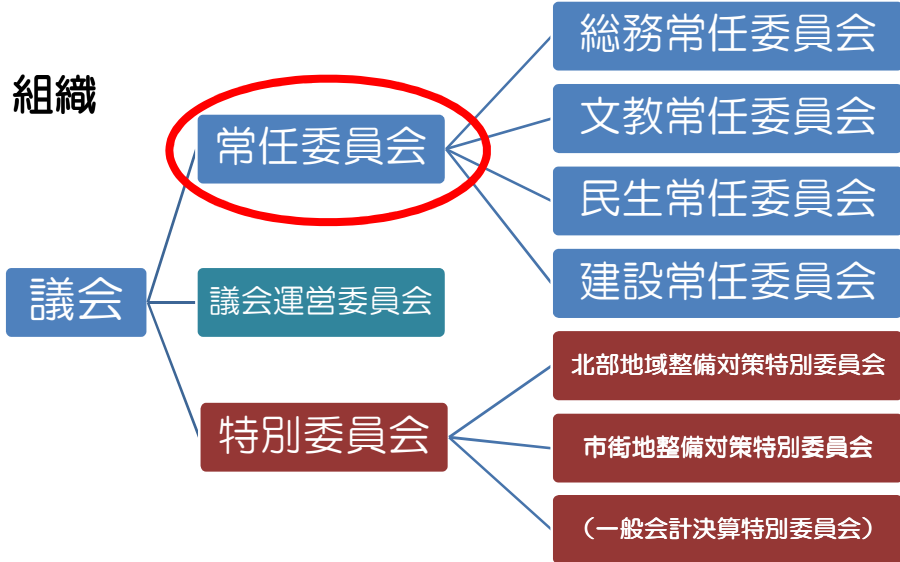 組織
議会
常任委員会
総務常任委員会
文教常任委員会
民生常任委員会
建設常任委員会
議会運営委員会
特別委員会
北部地域整備対策特別委員会
市街地整備対策特別委員会
（一般会計決算特別委員会）